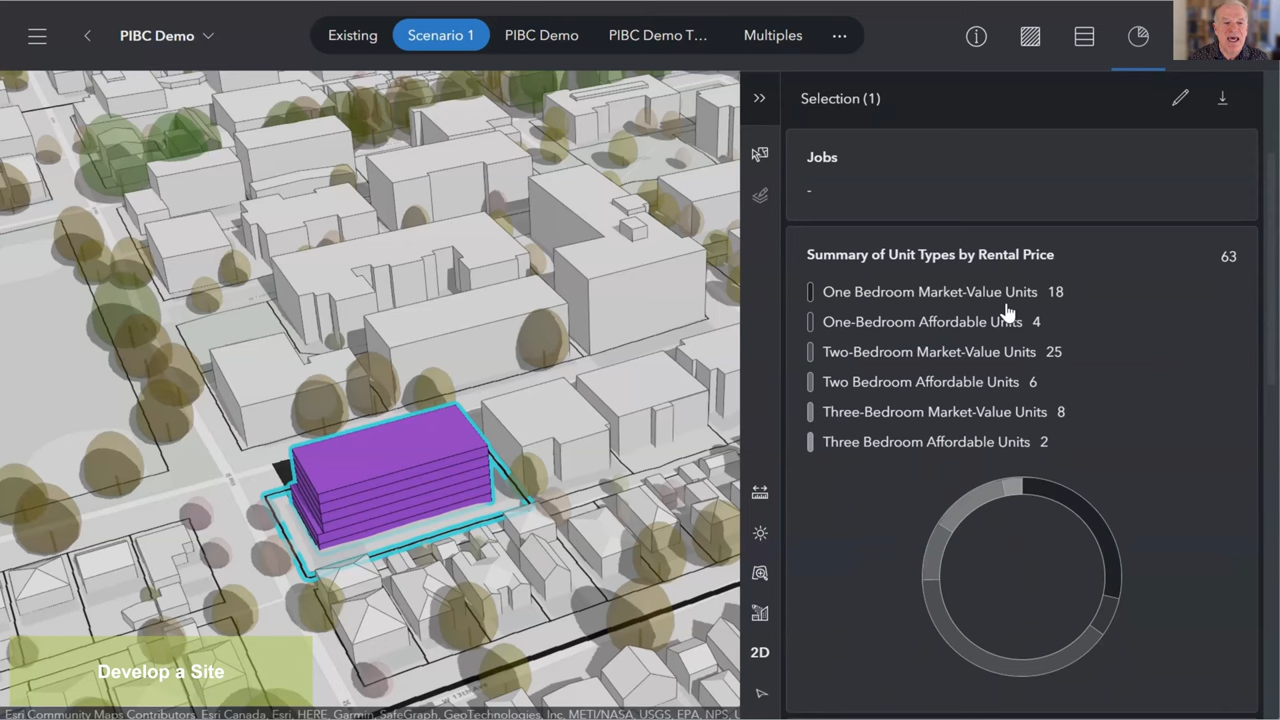 PIBC Demo
Existing
Scenario 1
PIBC Demo
PIBC Demo T...
Multiples
Selection (1)
Jobs
-
Summary of Unit Types by Rental Price 63
One Bedroom Market-Value Units 18
One-Bedroom Affordable Units 4
Two-Bedroom Market-Value Units 25
Two Bedroom Affordable Units 6
Three-Bedroom Market-Value Units 8
Three Bedroom Affordable Units 2
2D
Develop a Site
Esri Community Maps Contributors, Esri Canada, Esri, HERE, Garmin, SafeGraph, GeoTechnologies, Inc, METI/NASA, USGS, EPA, NPS, U